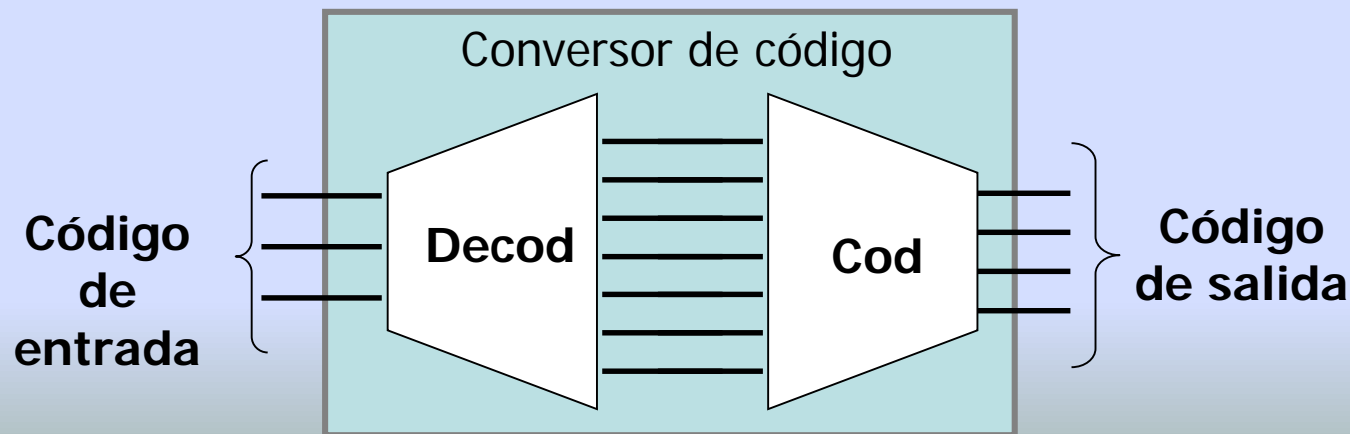 Conversor de código
Código
de
entrada
Decod
Cod
Código
de salida